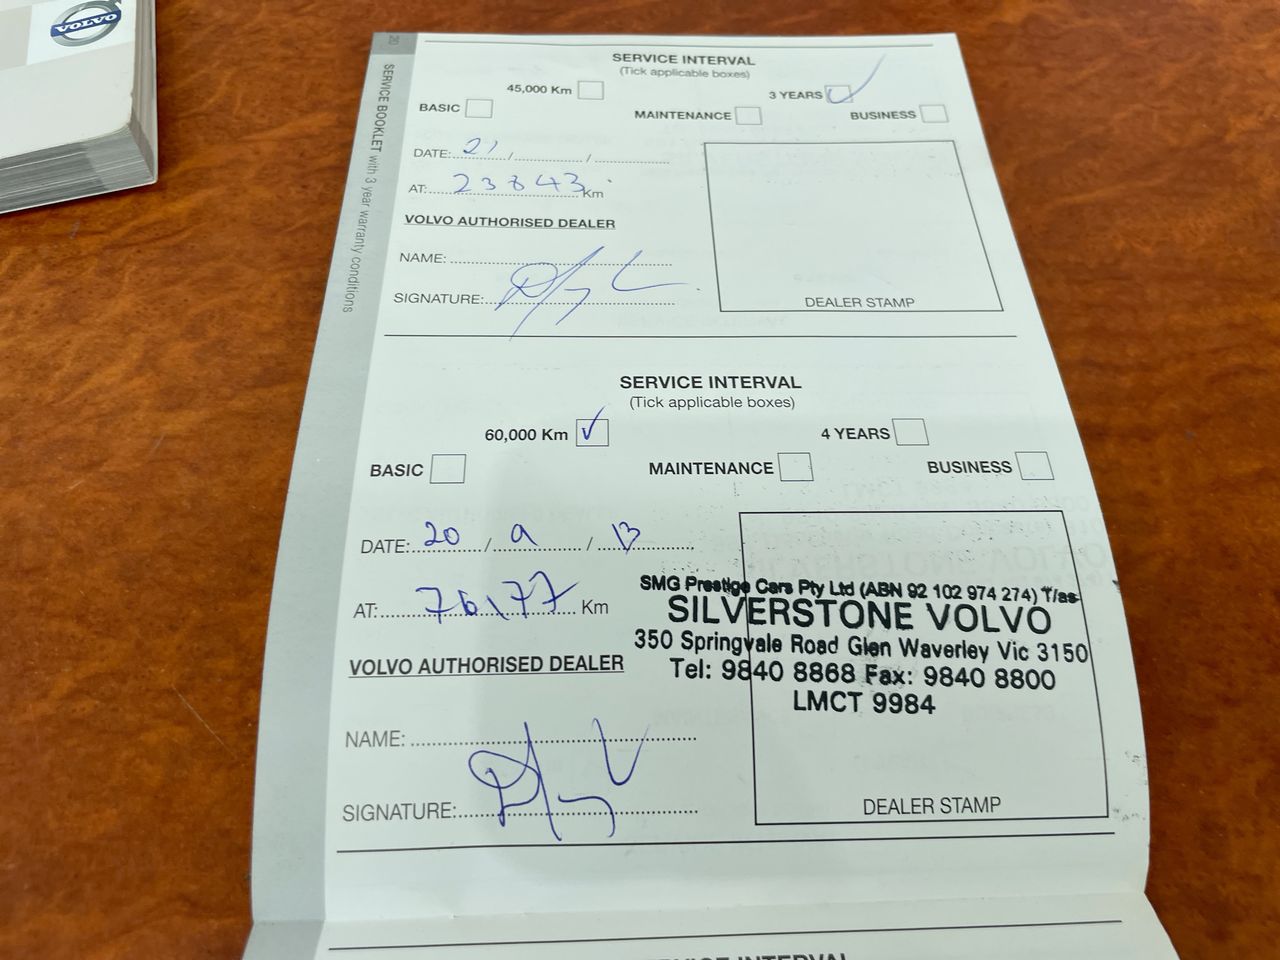 VOLVO
20
SERVICE BOOKLET with 3 year warranty conditions
SERVICE INTERVAL
(Tick applicable boxes)
45,000 Km 3 YEARS
BASIC MAINTENANCE BUSINESS
DATE: 21 / /
AT: 23843 Km
VOLVO AUTHORISED DEALER
NAME:
SIGNATURE:
DEALER STAMP
SERVICE INTERVAL
(Tick applicable boxes)
60,000 Km 4 YEARS
BASIC MAINTENANCE BUSINESS
DATE: 20 / 9 / 13
AT: 76177 Km
SMG Prestige Cars Pty Ltd (ABN 92 102 974 274) T/as
SILVERSTONE VOLVO
350 Springvale Road Glen Waverley Vic 3150
Tel: 9840 8868 Fax: 9840 8800
LMCT 9984
VOLVO AUTHORISED DEALER
NAME:
SIGNATURE:
DEALER STAMP
SERVICE INTERVAL